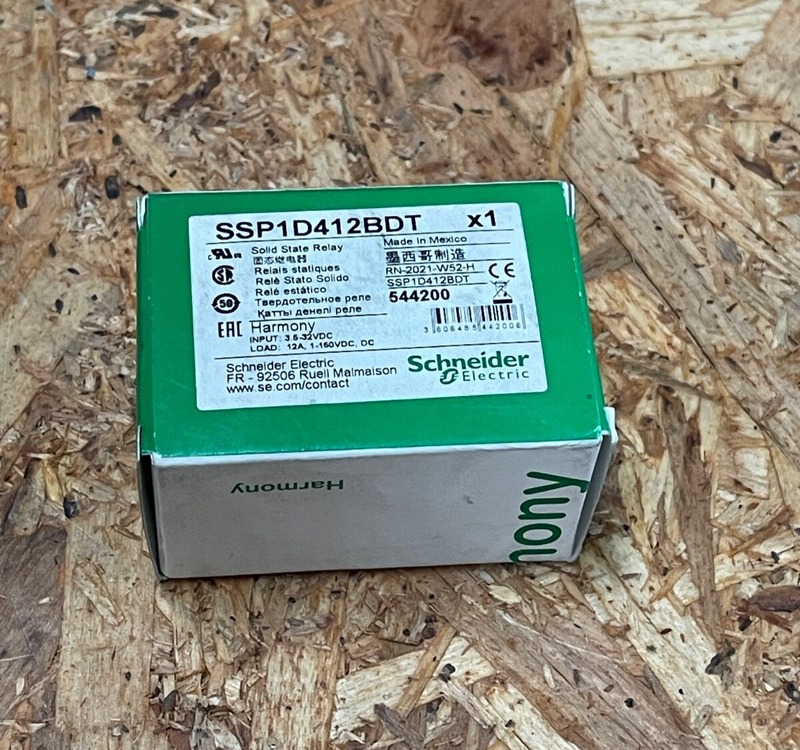 SSP1D412BDT x1
Solid State Relay
固态继电器
Relais statiques
Relè Stato Solido
Relé estático
Твердотельное реле
Қатты денелі реле
Made in Mexico
墨西哥制造
RN-2021-W52-H
SSP1D412BDT
544200
CE
50
EAC
Harmony
INPUT: 3.5-32VDC
LOAD: 12A, 1-150VDC, DC
Schneider Electric
FR - 92506 Rueil Malmaison
www.se.com/contact
Schneider
Electric
Harmony
mony